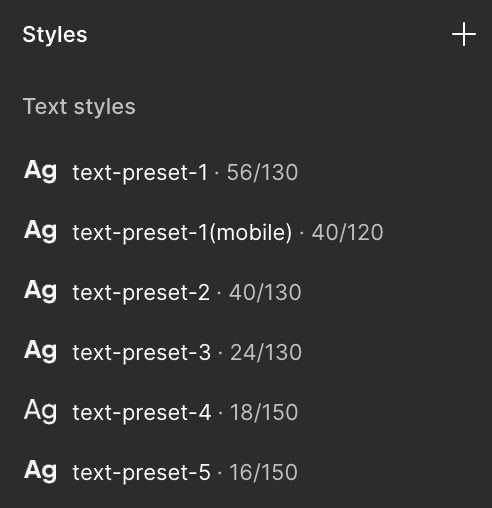 Styles
Text styles
Ag text-preset-1 · 56/130
Ag text-preset-1(mobile) · 40/120
Ag text-preset-2 · 40/130
Ag text-preset-3 · 24/130
Ag text-preset-4 · 18/150
Ag text-preset-5 · 16/150